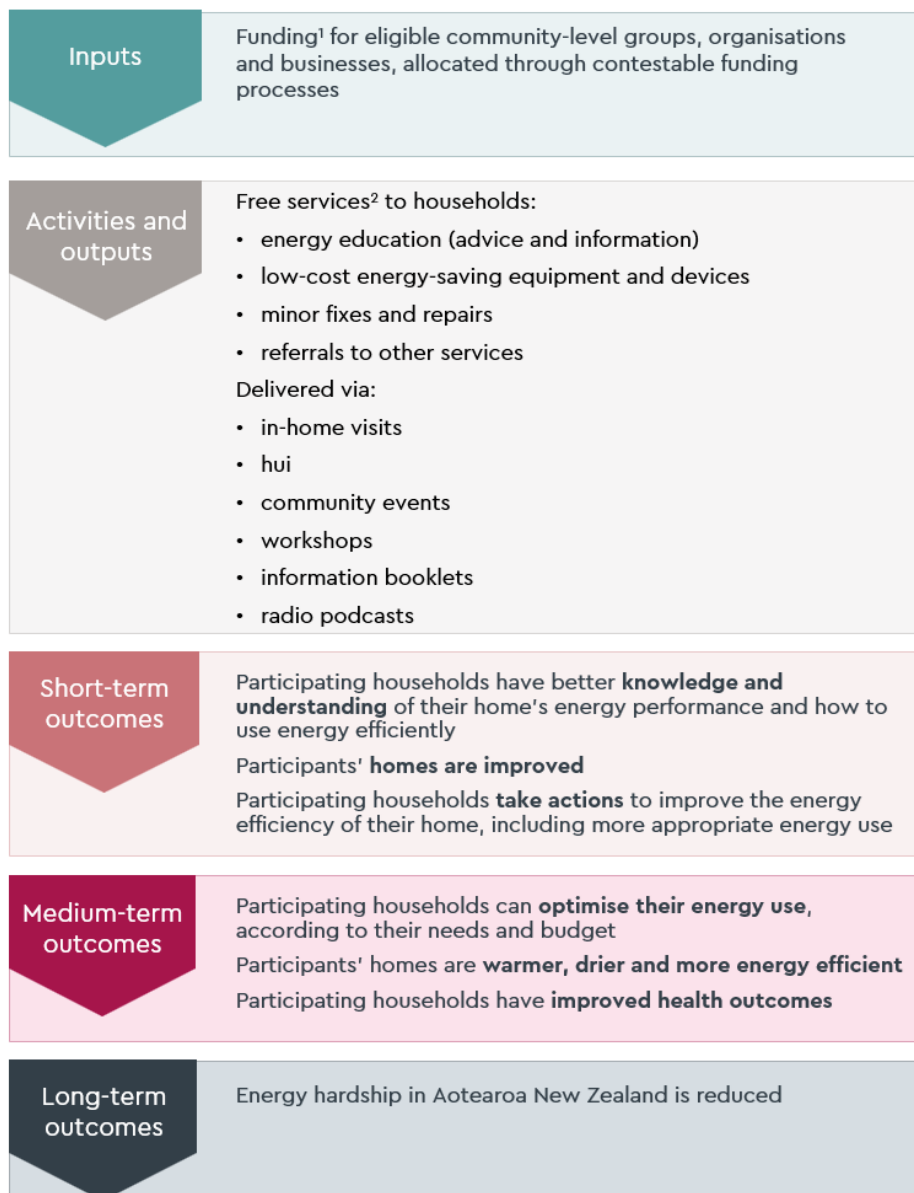 Inputs
Funding¹ for eligible community-level groups, organisations
and businesses, allocated through contestable funding
processes
Activities and
outputs
Free services² to households:
• energy education (advice and information)
• low-cost energy-saving equipment and devices
• minor fixes and repairs
• referrals to other services
Delivered via:
• in-home visits
• hui
• community events
• workshops
• information booklets
• radio podcasts
Short-term
outcomes
Participating households have better knowledge and
understanding of their home's energy performance and how to
use energy efficiently
Participants' homes are improved
Participating households take actions to improve the energy
efficiency of their home, including more appropriate energy use
Medium-term
outcomes
Participating households can optimise their energy use,
according to their needs and budget
Participants' homes are warmer, drier and more energy efficient
Participating households have improved health outcomes
Long-term
outcomes
Energy hardship in Aotearoa New Zealand is reduced